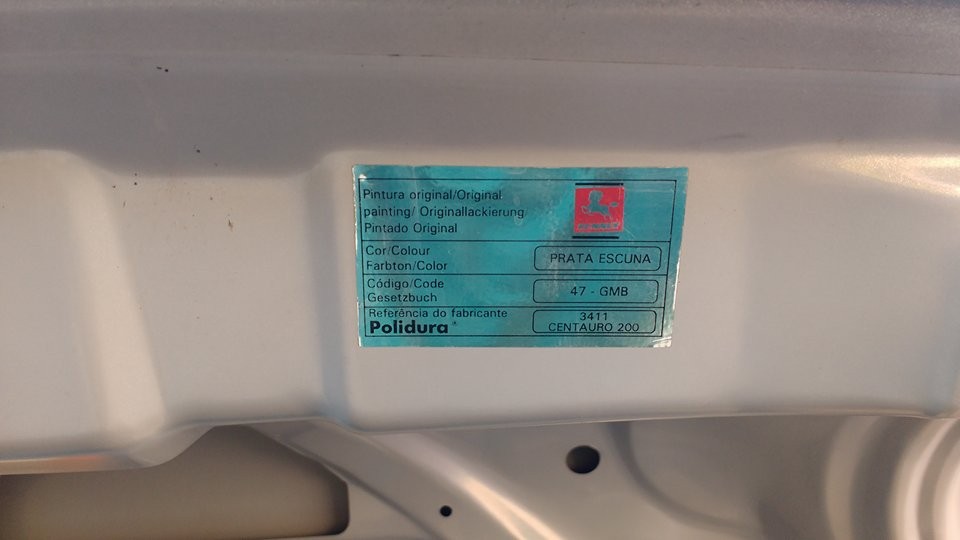 Pintura original/Original
painting/ Originallackierung
Pintado Original
Cor/Colour
Farbton/Color
PRATA ESCUNA
Código/Code
Gesetzbuch
47 - GMB
Referência do fabricante
Polidura®
3411
CENTAURO 200